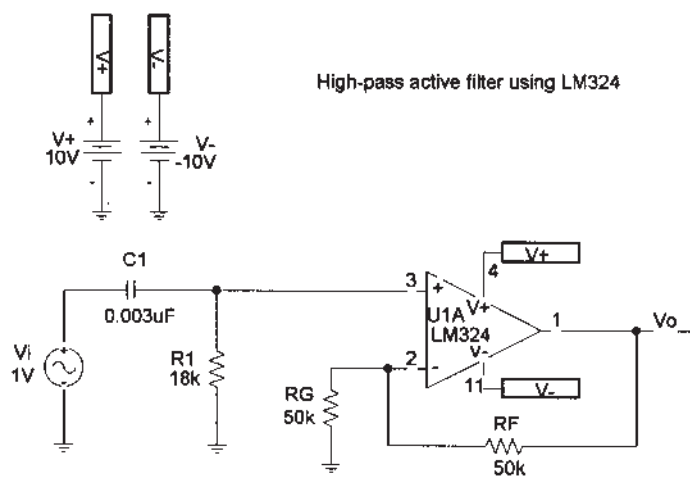 V+
V-
High-pass active filter using LM324
+
+
V+
10V
V-
-10V
-
-
C1
0.003uF
Vi
1V
+
-
R1
18k
3
+
U1A
LM324
V+
4
V+
1
Vo
2
-
V-
11
V-
RG
50k
RF
50k